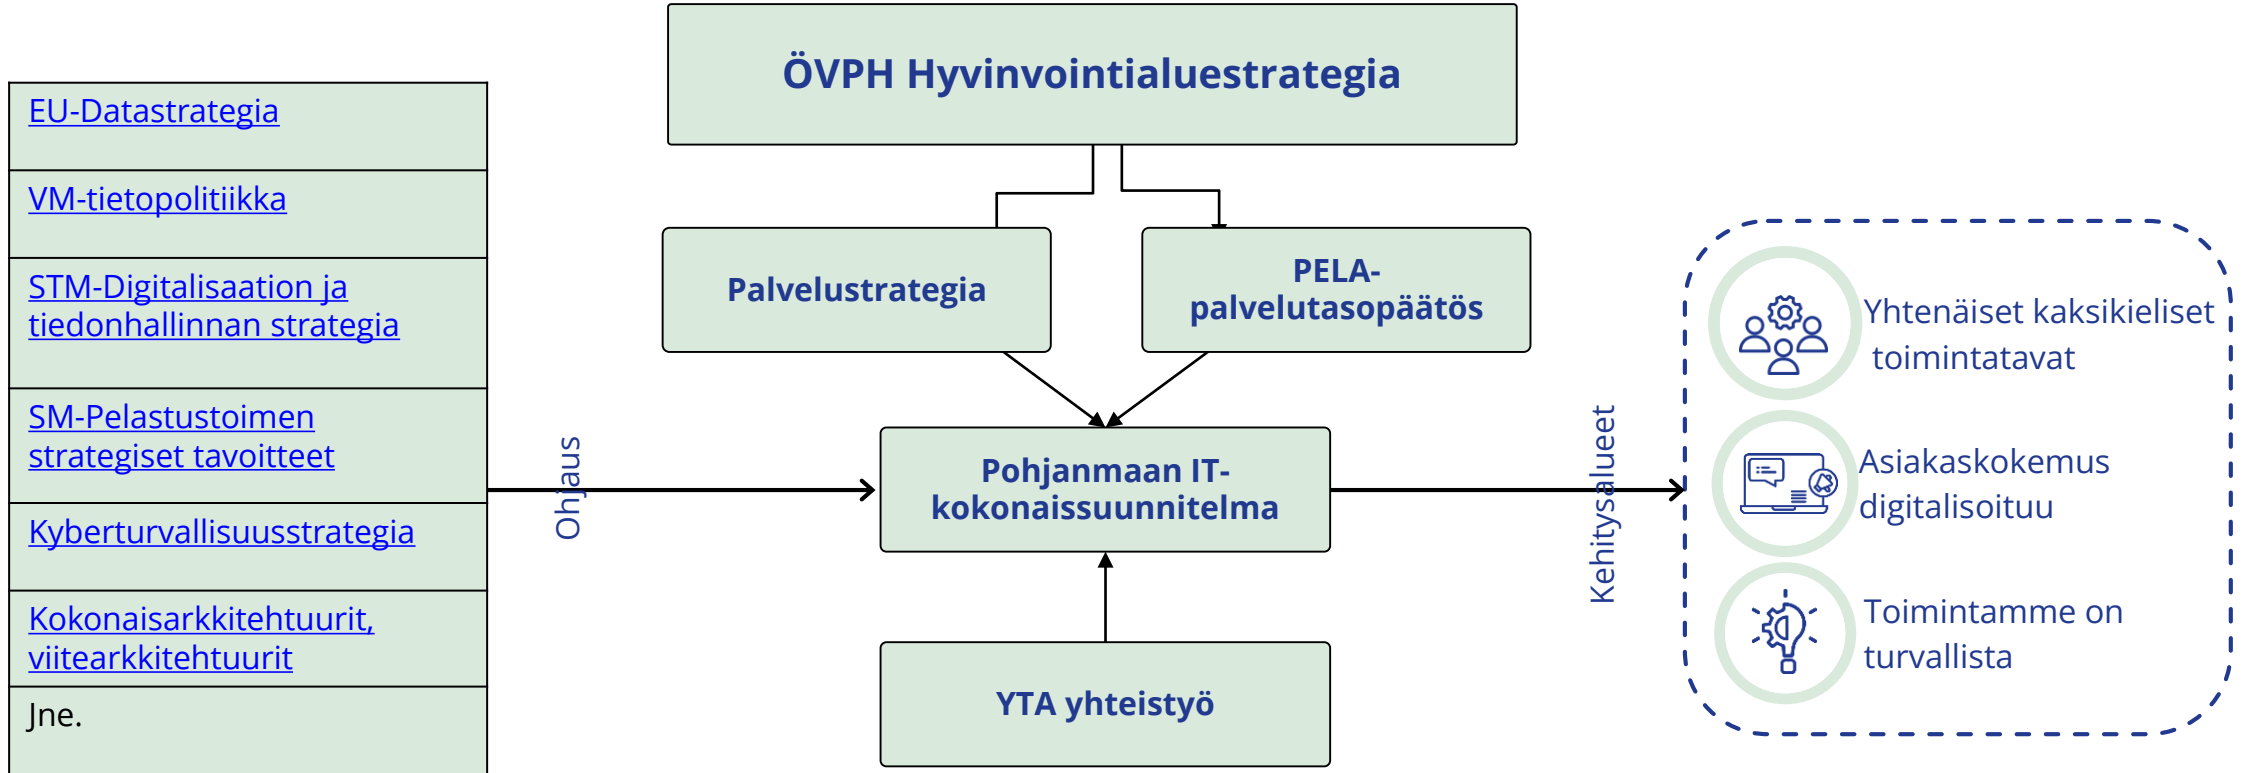 ÖVPH Hyvinvointialuestrategia
EU-Datastrategia
VM-tietopolitiikka
STM-Digitalisaation ja
tiedonhallinnan strategia
SM-Pelastustoimen
strategiset tavoitteet
Kyberturvallisuusstrategia
Kokonaisarkkitehtuurit,
viitearkkitehtuurit
Jne.
Ohjaus
Palvelustrategia
PELA-
palvelutasopäätös
Pohjanmaan IT-
kokonaissuunnitelma
YTA yhteistyö
Kehitysalueet
Yhtenäiset kaksikieliset
toimintatavat
Asiakaskokemus
digitalisoituu
Toimintamme on
turvallista